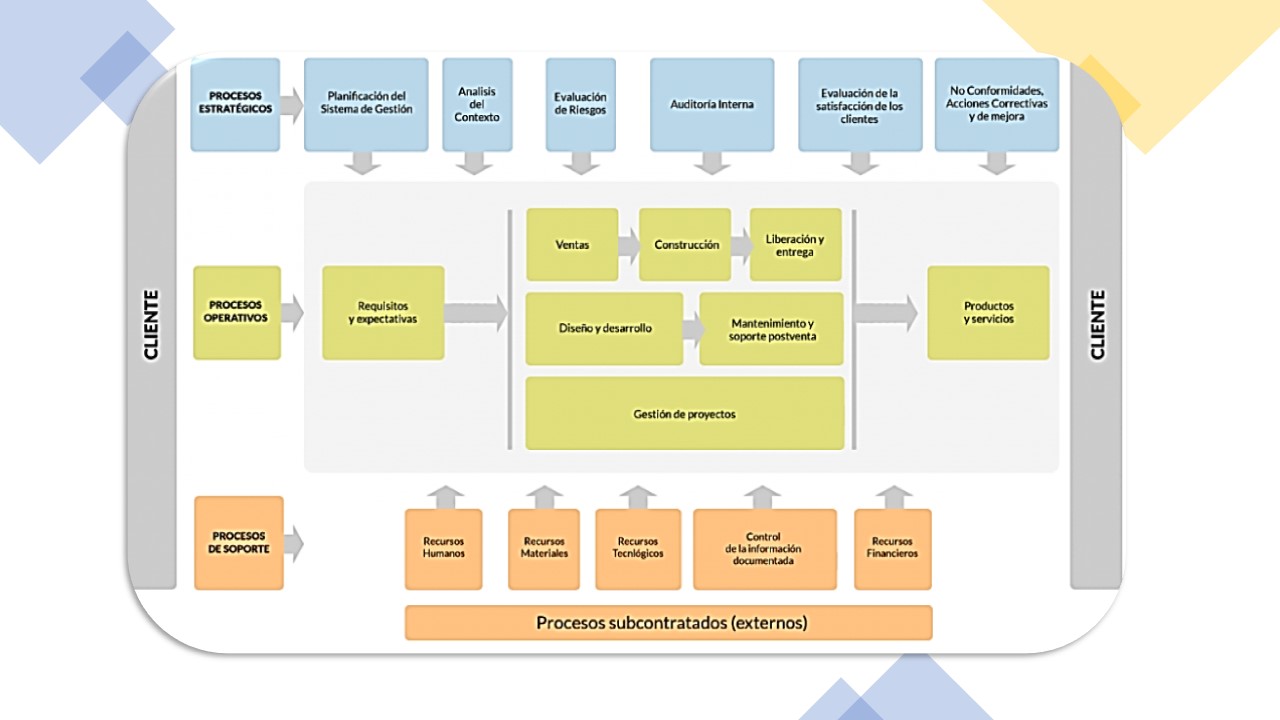 CLIENTE
PROCESOS
ESTRATÉGICOS
Planificación del
Sistema de Gestión
Analisis
del
Contexto
Evaluación
de Riesgos
Auditoría Interna
Evaluación de la
satisfacción de los
clientes
No Conformidades,
Acciones Correctivas
y de mejora
PROCESOS
OPERATIVOS
Requisitos
y expectativas
Ventas
Construcción
Liberación y
entrega
Diseño y desarrollo
Mantenimiento y
soporte postventa
Gestión de proyectos
Productos
y servicios
CLIENTE
PROCESOS
DE SOPORTE
Recursos
Humanos
Recursos
Materiales
Recursos
Tecnlógicos
Control
de la información
documentada
Recursos
Financieros
Procesos subcontratados (externos)